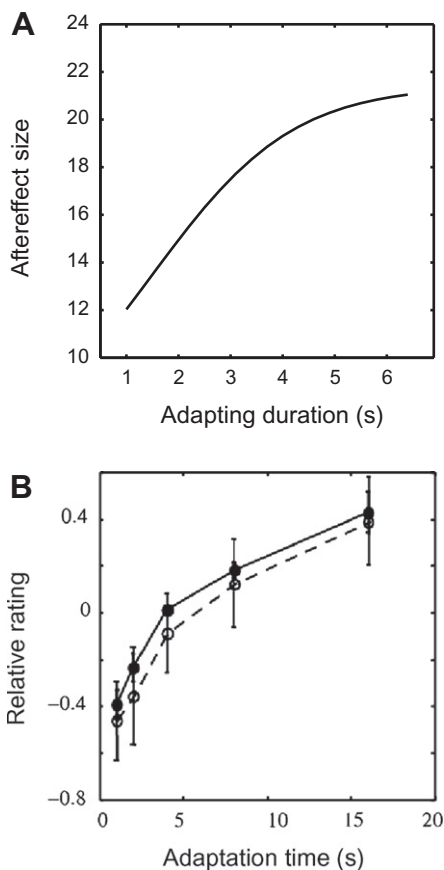 A
24
22
20
18
16
14
12
10
Aftereffect size
1 2 3 4 5 6
Adapting duration (s)
B
0.4
0
−0.4
−0.8
Relative rating
0 5 10 15 20
Adaptation time (s)